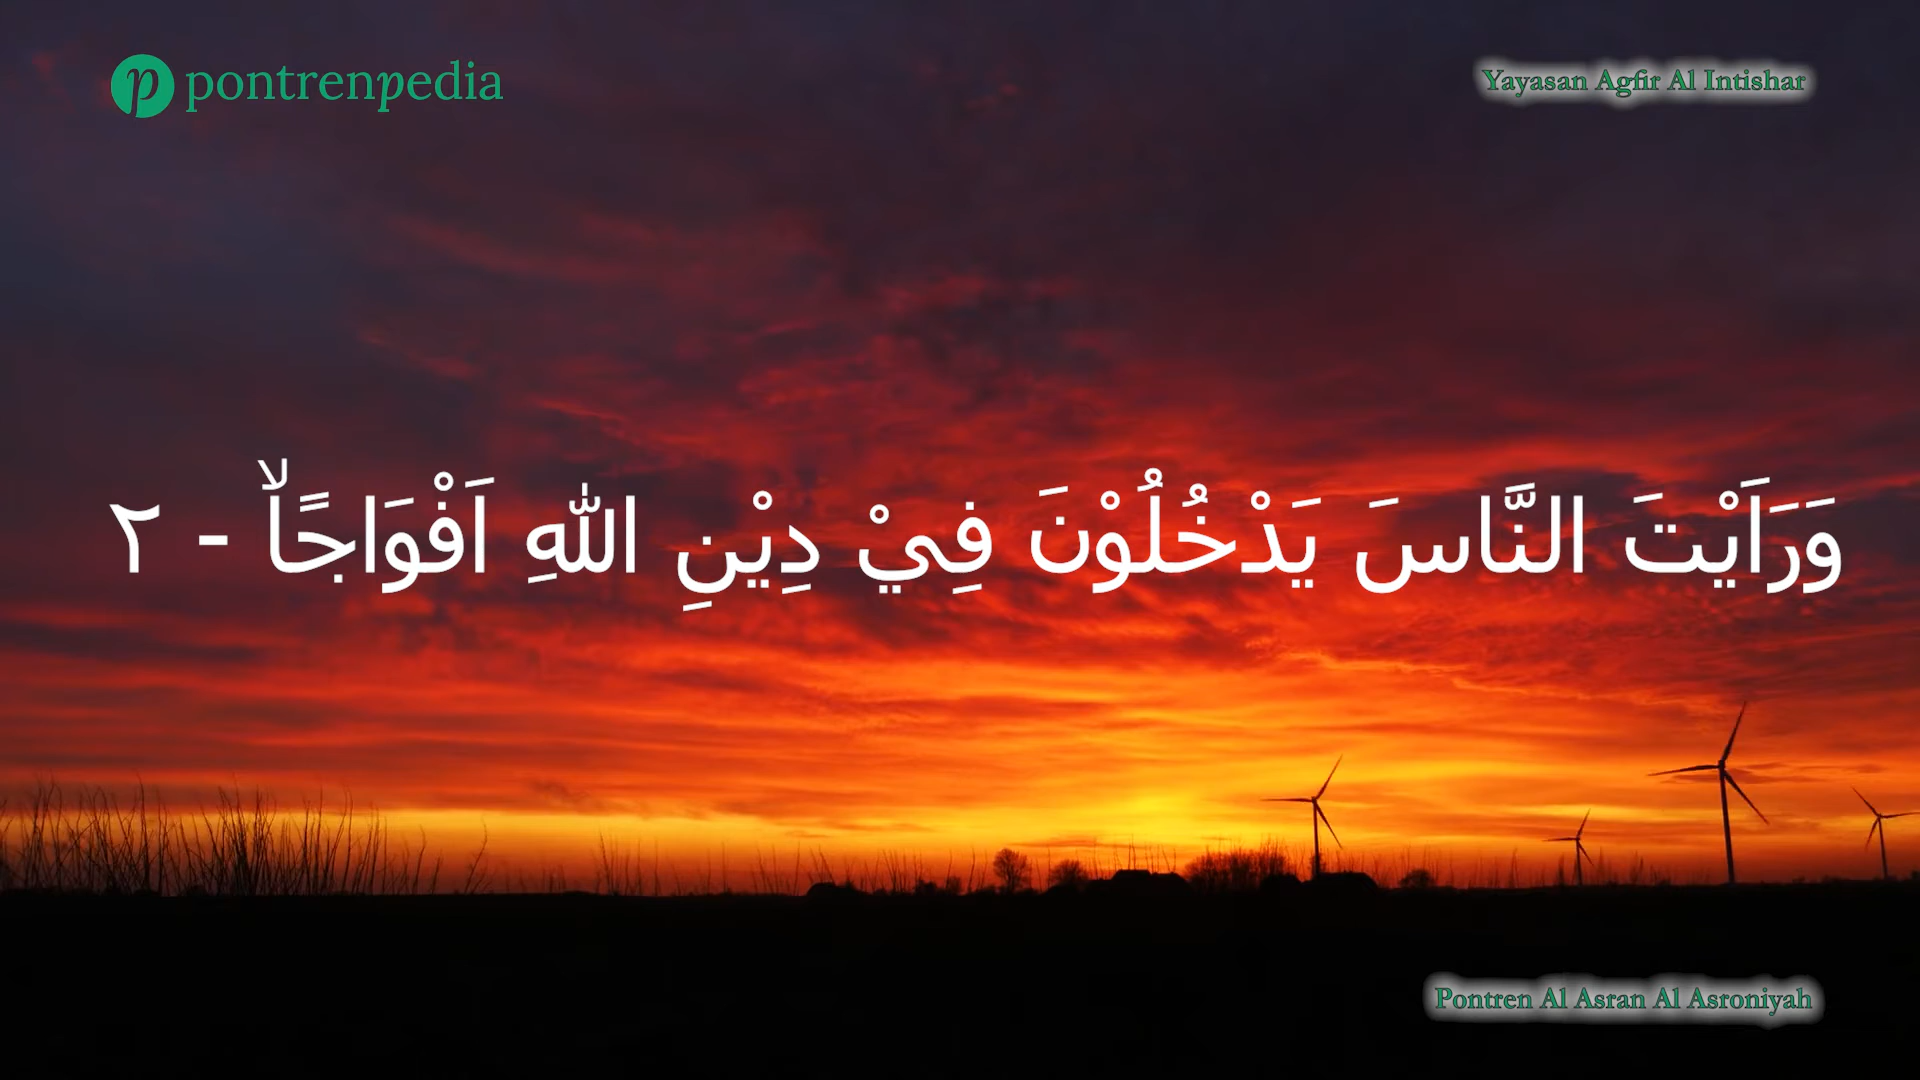 pontrenpedia
Yayasan Agfir Al Intishar
وَرَاَيْتَ النَّاسَ يَدْخُلُوْنَ فِيْ دِيْنِ اللّٰهِ اَفْوَاجًاۙ - ٢
Pontren Al Asran Al Asroniyah